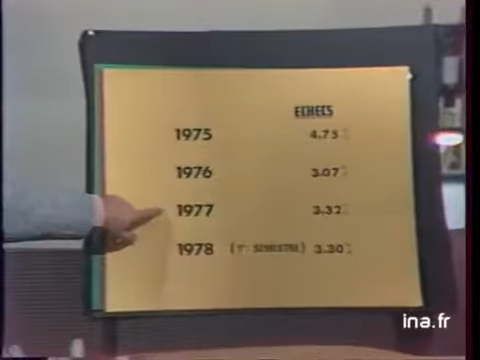 ECHECS
1975 4.75%
1976 3.07%
1977 3.32%
1978 (1er SEMESTRE) 3.30%
ina.fr